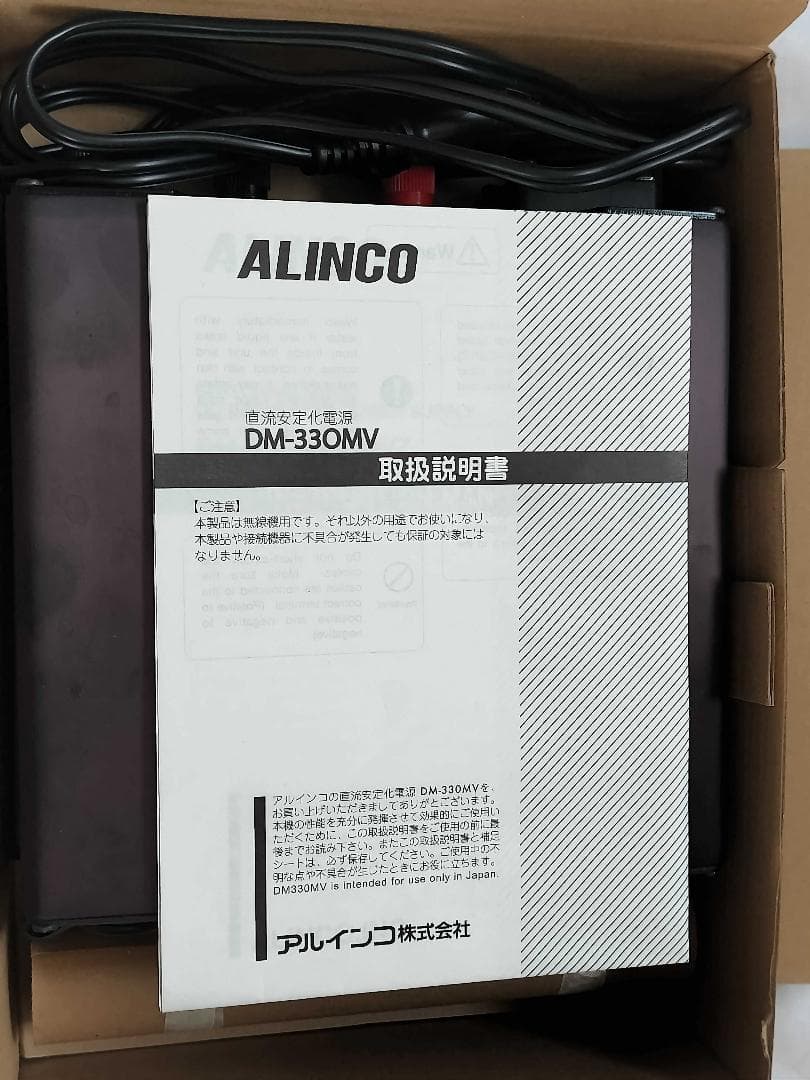 ALINCO
直流安定化電源
DM-330MV
取扱説明書
【ご注意】
本製品は無線機用です。それ以外の用途でお使いになり、
本製品や接続機器に不具合が発生しても保証の対象には
なりません。
アルインコの直流安定化電源 DM-330MVを、
お買い上げいただきましてありがとございます。
本機の性能を充分に発揮させて効果的にご使用い
ただくために、この取扱説明書をご使用の前に最
後までお読み下さい。またこの取扱説明書と補足
シートは、必ず保存してください。ご使用中の不
明な点や不具合が生じたときにお役に立ちます。
DM330MV is intended for use only in Japan.
アルインコ株式会社